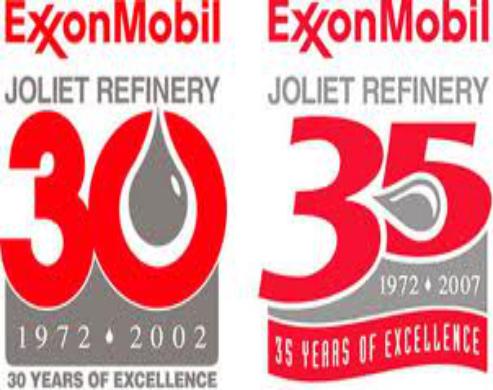 ExxonMobil
JOLIET REFINERY
30
1972 2002
30 YEARS OF EXCELLENCE
ExxonMobil
JOLIET REFINERY
35
1972 2007
35 YEARS OF EXCELLENCE